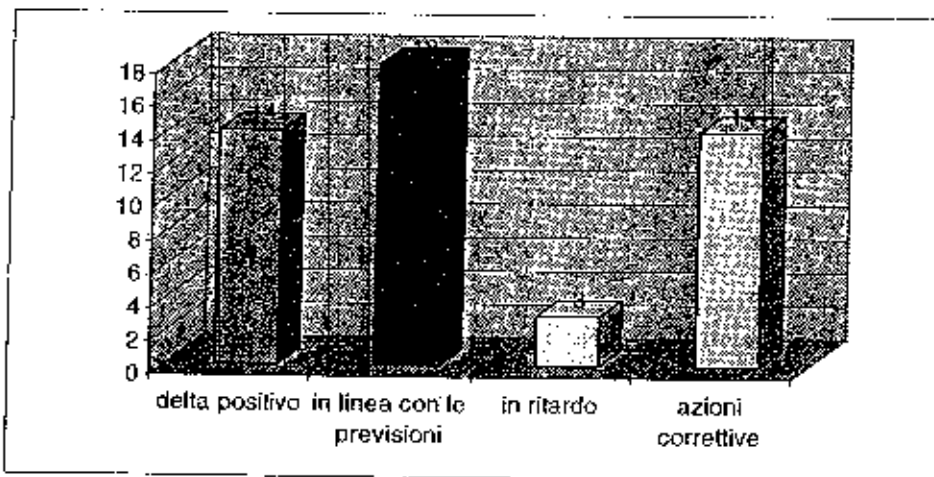 18
16
14
12
10
8
6
4
2
0
delta positivo
in linea con le
previsioni
in ritardo
azioni
correttive